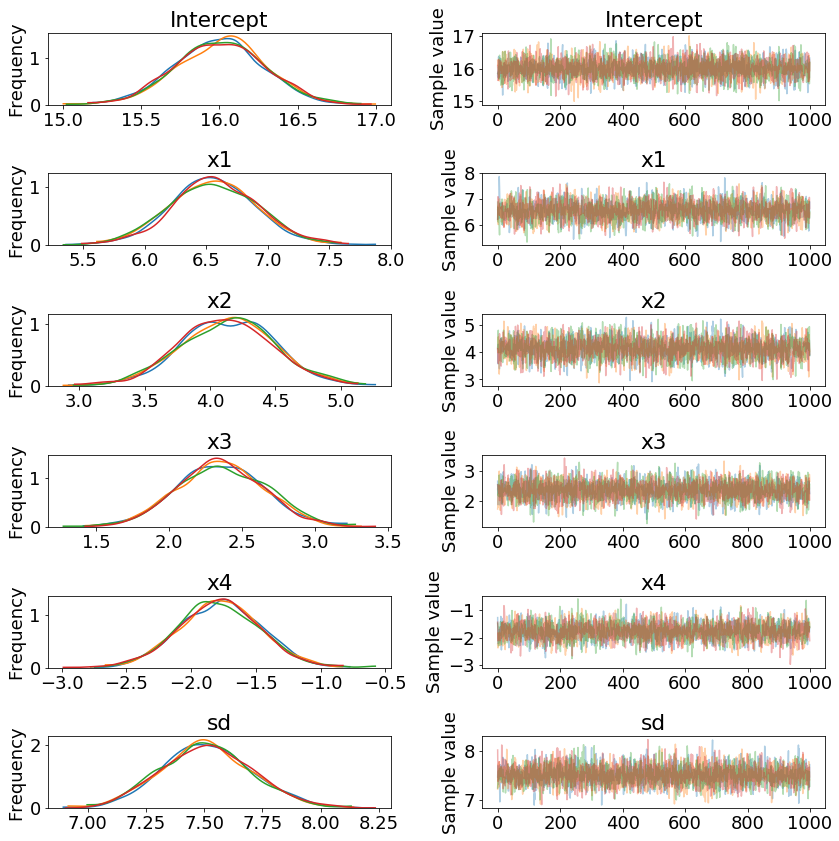 Intercept
Frequency
1
0
15.0 15.5 16.0 16.5 17.0
Intercept
Sample value
17
16
15
0 200 400 600 800 1000
x1
Frequency
1
0
5.5 6.0 6.5 7.0 7.5 8.0
x1
Sample value
8
7
6
0 200 400 600 800 1000
x2
Frequency
1
0
3.0 3.5 4.0 4.5 5.0
x2
Sample value
5
4
3
0 200 400 600 800 1000
x3
Frequency
1
0
1.5 2.0 2.5 3.0 3.5
x3
Sample value
3
2
0 200 400 600 800 1000
x4
Frequency
1
0
−3.0 −2.5 −2.0 −1.5 −1.0 −0.5
x4
Sample value
−1
−2
−3
0 200 400 600 800 1000
sd
Frequency
2
0
7.00 7.25 7.50 7.75 8.00 8.25
sd
Sample value
8
7
0 200 400 600 800 1000